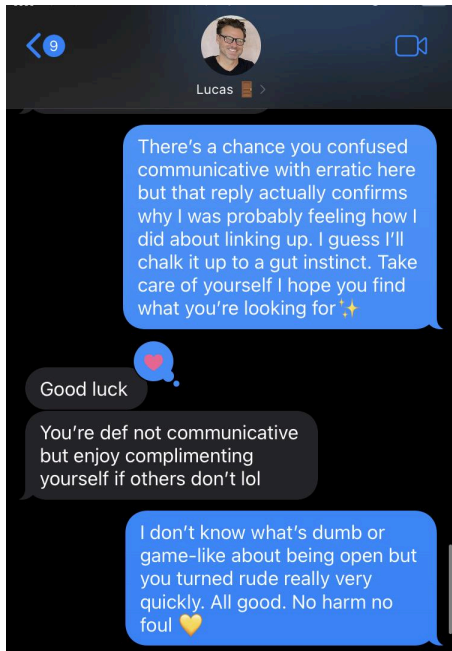 9
Lucas 🚪 >
There’s a chance you confused
communicative with erratic here
but that reply actually confirms
why I was probably feeling how I
did about linking up. I guess I’ll
chalk it up to a gut instinct. Take
care of yourself I hope you find
what you’re looking for✨
Good luck
You’re def not communicative
but enjoy complimenting
yourself if others don’t lol
I don’t know what’s dumb or
game-like about being open but
you turned rude really very
quickly. All good. No harm no
foul 💛